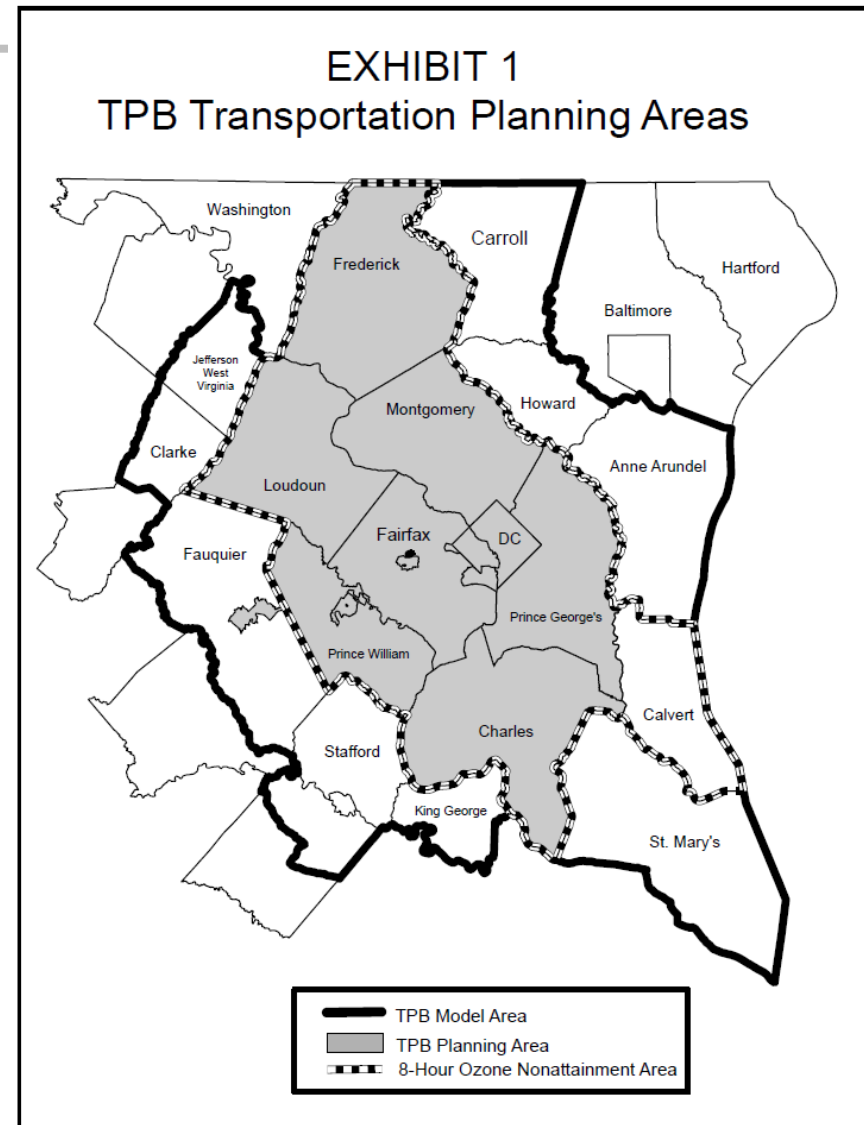 EXHIBIT 1
TPB Transportation Planning Areas
Washington
Frederick
Carroll
Hartford
Baltimore
Jefferson
West
Virginia
Howard
Montgomery
Clarke
Anne Arundel
Loudoun
Fairfax
DC
Fauquier
Prince George's
Prince William
Calvert
Charles
Stafford
King George
St. Mary's
TPB Model Area
TPB Planning Area
8-Hour Ozone Nonattainment Area